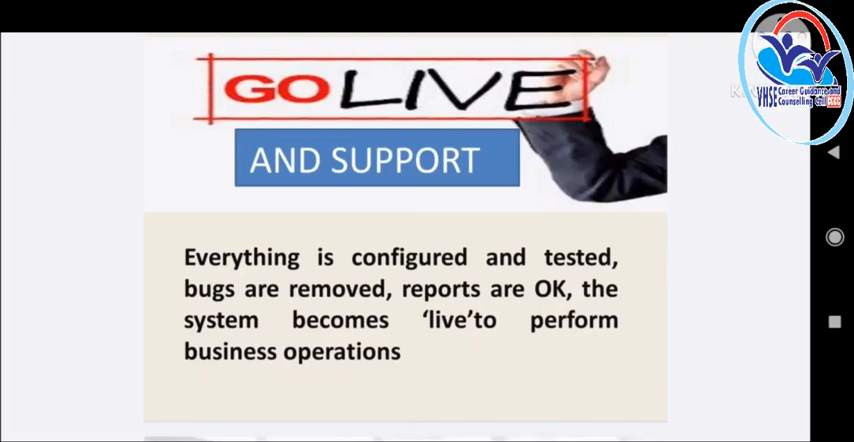 GO LIVE
AND SUPPORT
Everything is configured and tested,
bugs are removed, reports are OK, the
system becomes ‘live’to perform
business operations
VHSE Career Guidance and
Counselling Cell